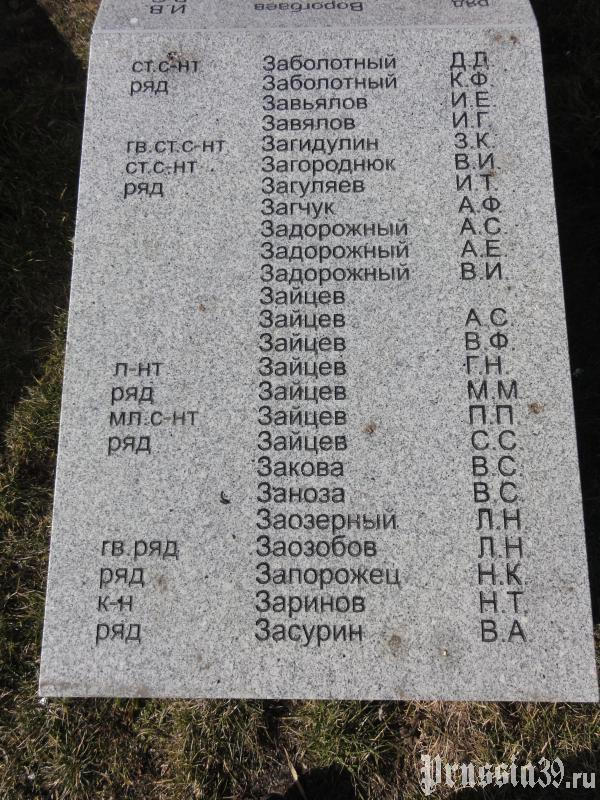 ст.с-нт Заболотный Д.Д.
ряд Заболотный К.Ф.
Завьялов И.Е.
Завялов И.Г.
гв.ст.с-нт Загидулин З.К.
ст.с-нт Загороднюк В.И.
ряд Загуляев И.Т.
Загчук А.Ф
Задорожный А.С.
Задорожный А.Е.
Задорожный В.И.
Зайцев
Зайцев А.С.
Зайцев В.Ф.
л-нт Зайцев Г.Н.
ряд Зайцев М.М
мл.с-нт Зайцев П.П.
ряд Зайцев С.С.
Закова В.С.
Заноза В.С.
Заозерный Л.Н
гв.ряд Заозобов Л.Н
ряд Запорожец Н.К.
к-н Заринов Н.Т.
ряд Засурин В.А
Prussia39.ru